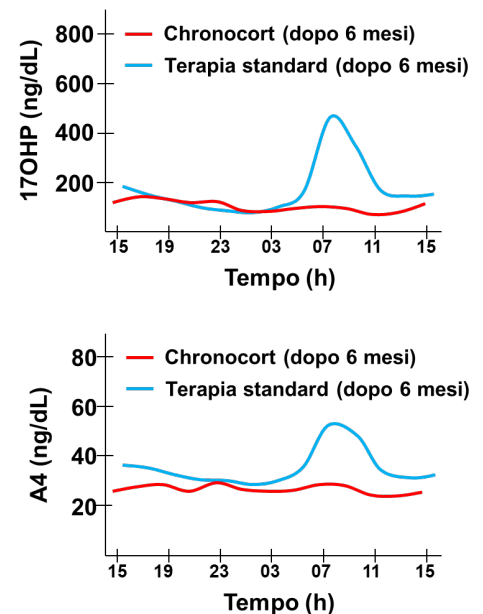 800
600
400
200
17OHP (ng/dL)
Chronocort (dopo 6 mesi)
Terapia standard (dopo 6 mesi)
15 19 23 03 07 11 15
Tempo (h)
80
60
40
20
A4 (ng/dL)
Chronocort (dopo 6 mesi)
Terapia standard (dopo 6 mesi)
15 19 23 03 07 11 15
Tempo (h)